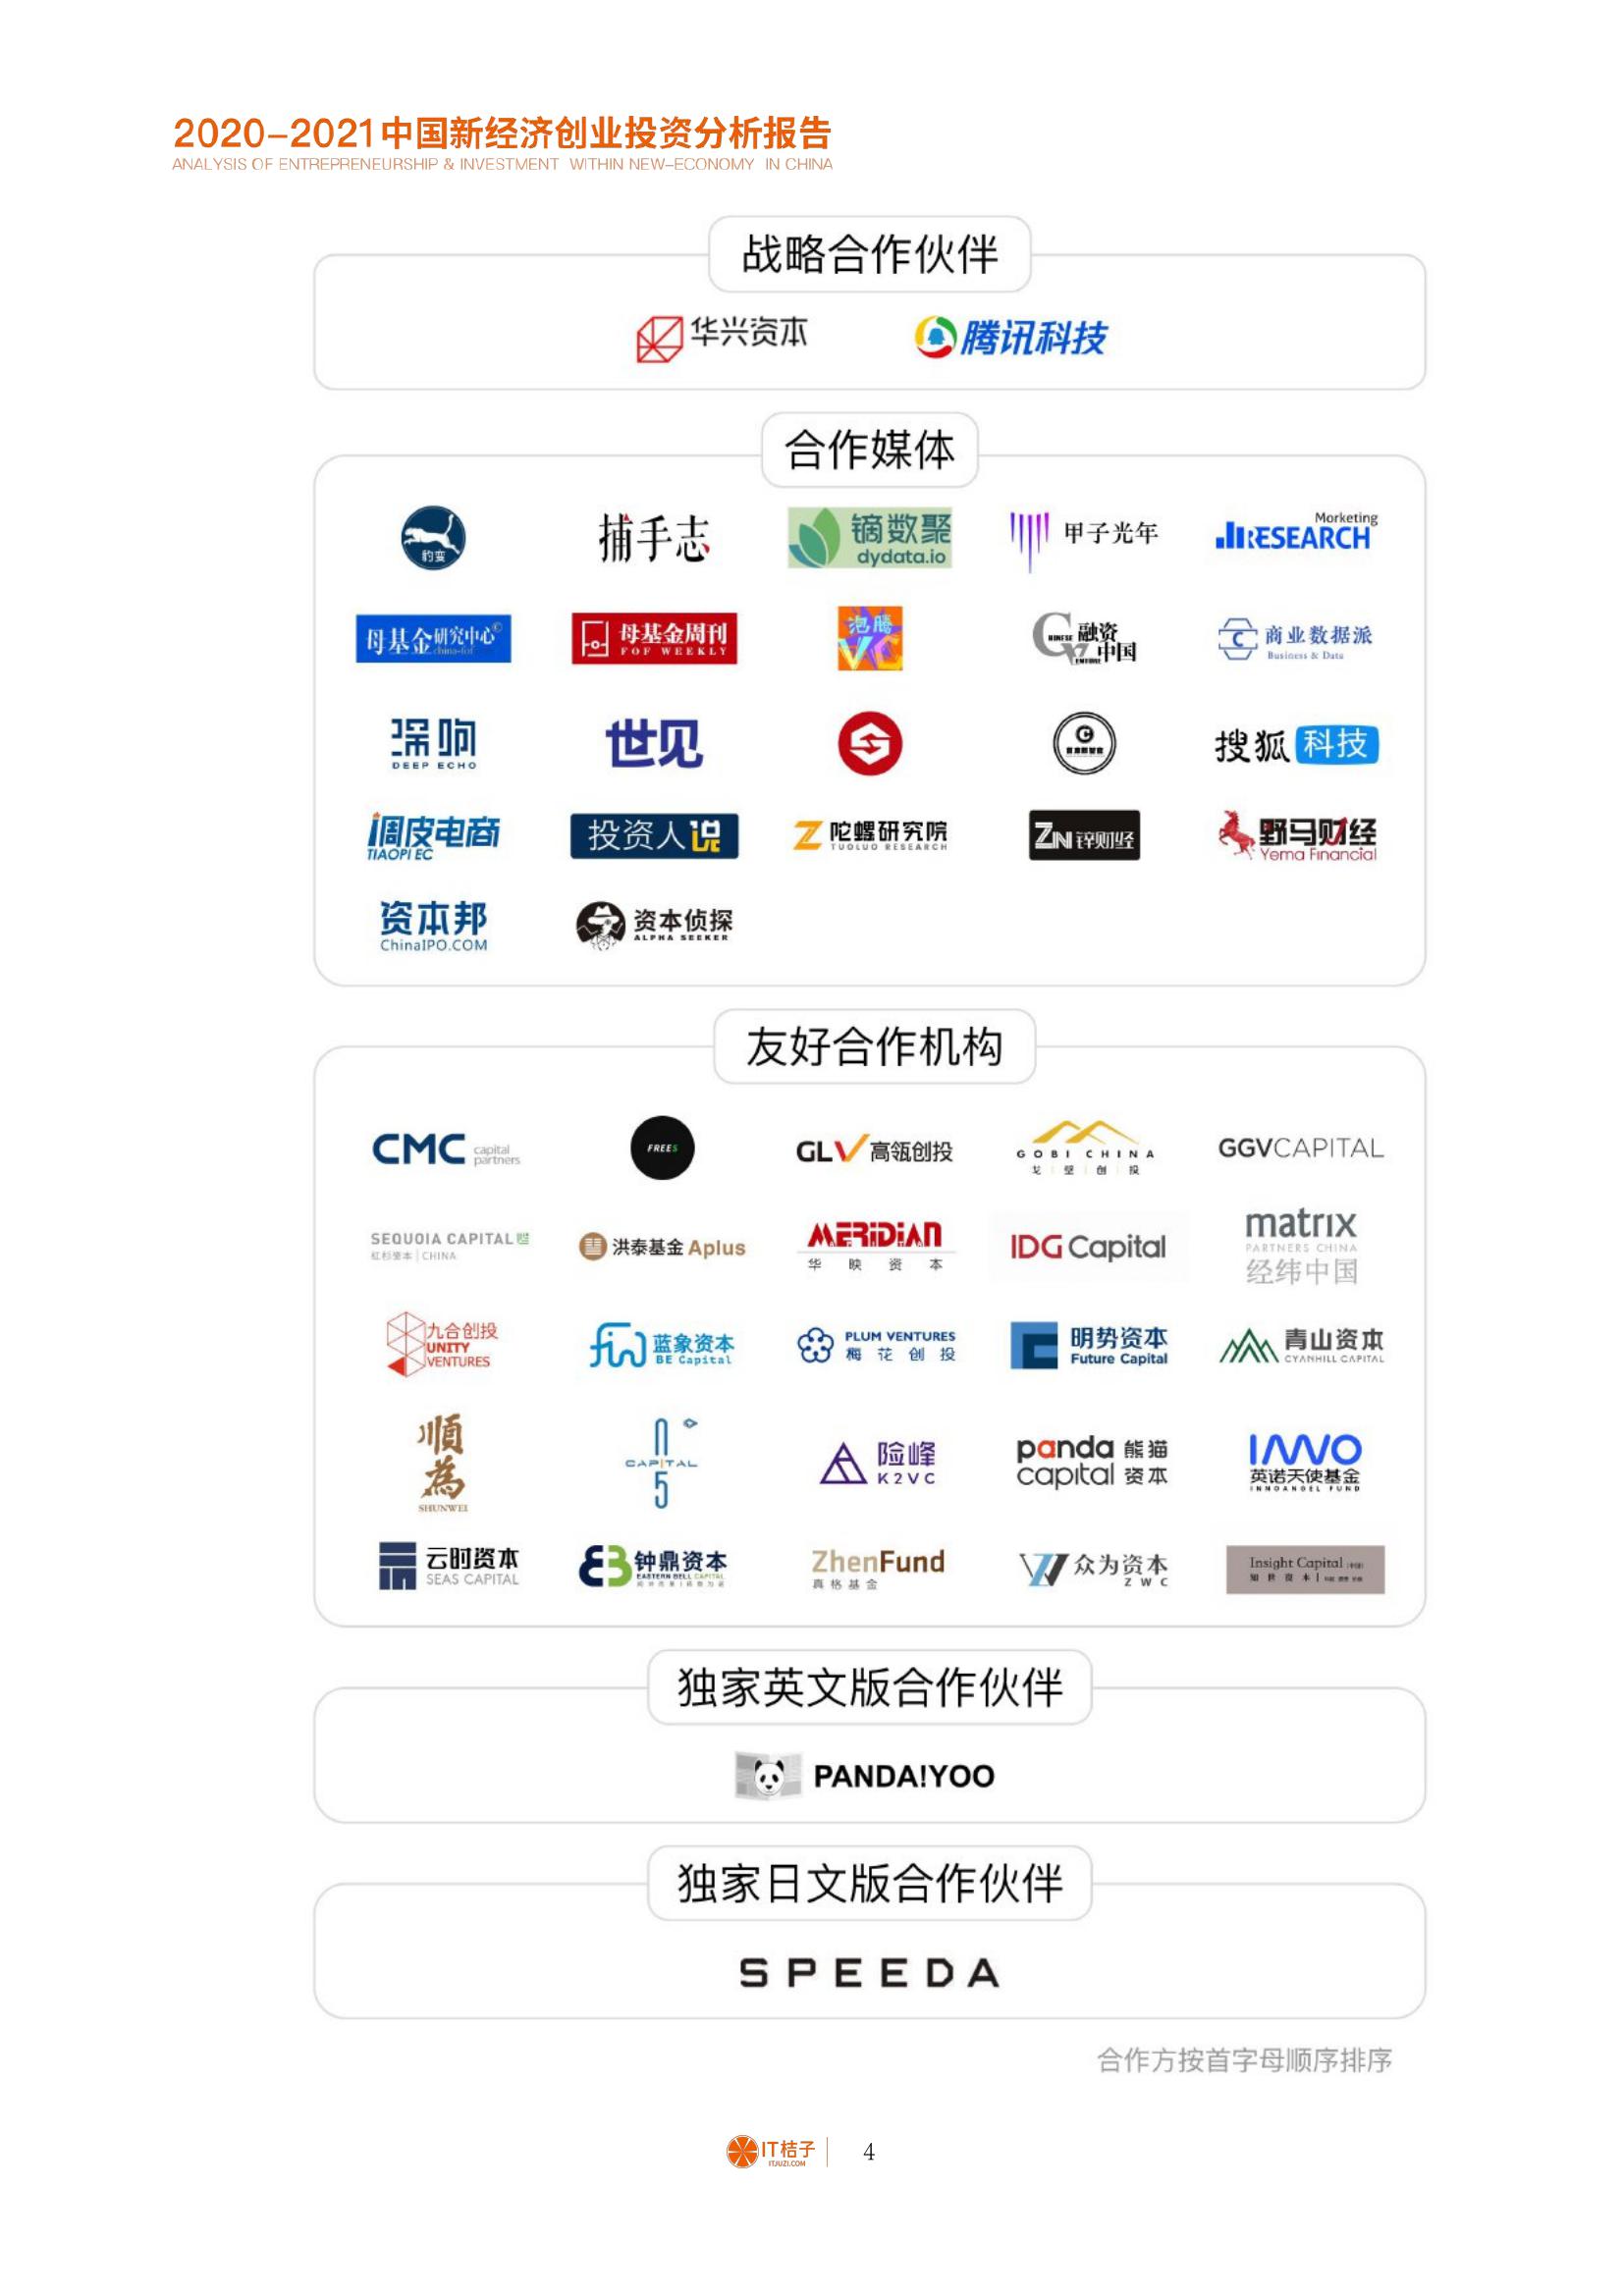 2020-2021中国新经济创业投资分析报告
ANALYSIS OF ENTREPRENEURSHIP & INVESTMENT WITHIN NEW-ECONOMY IN CHINA
战略合作伙伴
华兴资本
腾讯科技
合作媒体
豹变
捕手志
镝数聚
dydata.io
甲子光年
Marketing
RESEARCH
母基金研究中心©
china-fof
母基金周刊
FOF WEEKLY
泡腾
VC
CHINESE 融资
VENTURE 中国
商业数据派
Business & Data
深响
DEEP ECHO
世见
搜狐 科技
调皮电商
TIAOPI EC
投资人说
陀螺研究院
TUOLUO RESEARCH
ZN 锌财经
野马财经
Yema Financial
资本邦
ChinaIPO.COM
资本侦探
ALPHA SEEKER
友好合作机构
CMC capital
partners
FREES
GLV 高瓴创投
GOBI CHINA
戈壁创投
GGVCAPITAL
SEQUOIA CAPITAL
红杉资本 | CHINA
洪泰基金 Aplus
MERIDIAN
华映资本
IDG Capital
matrix
PARTNERS CHINA
经纬中国
九合创投
UNITY
VENTURES
蓝象资本
BE Capital
PLUM VENTURES
梅花创投
明势资本
Future Capital
青山资本
CYANHILL CAPITAL
順
為
SHUNWEI
CAPITAL
5
险峰
K2VC
panda 熊猫
capital 资本
INNO
英诺天使基金
INNOANGEL FUND
云时资本
SEAS CAPITAL
钟鼎资本
EASTERN BELL CAPITAL
ZhenFund
真格基金
众为资本
ZWC
Insight Capital
独家英文版合作伙伴
PANDA!YOO
独家日文版合作伙伴
SPEEDA
合作方按首字母顺序排序
IT桔子
ITJUZI.COM
4